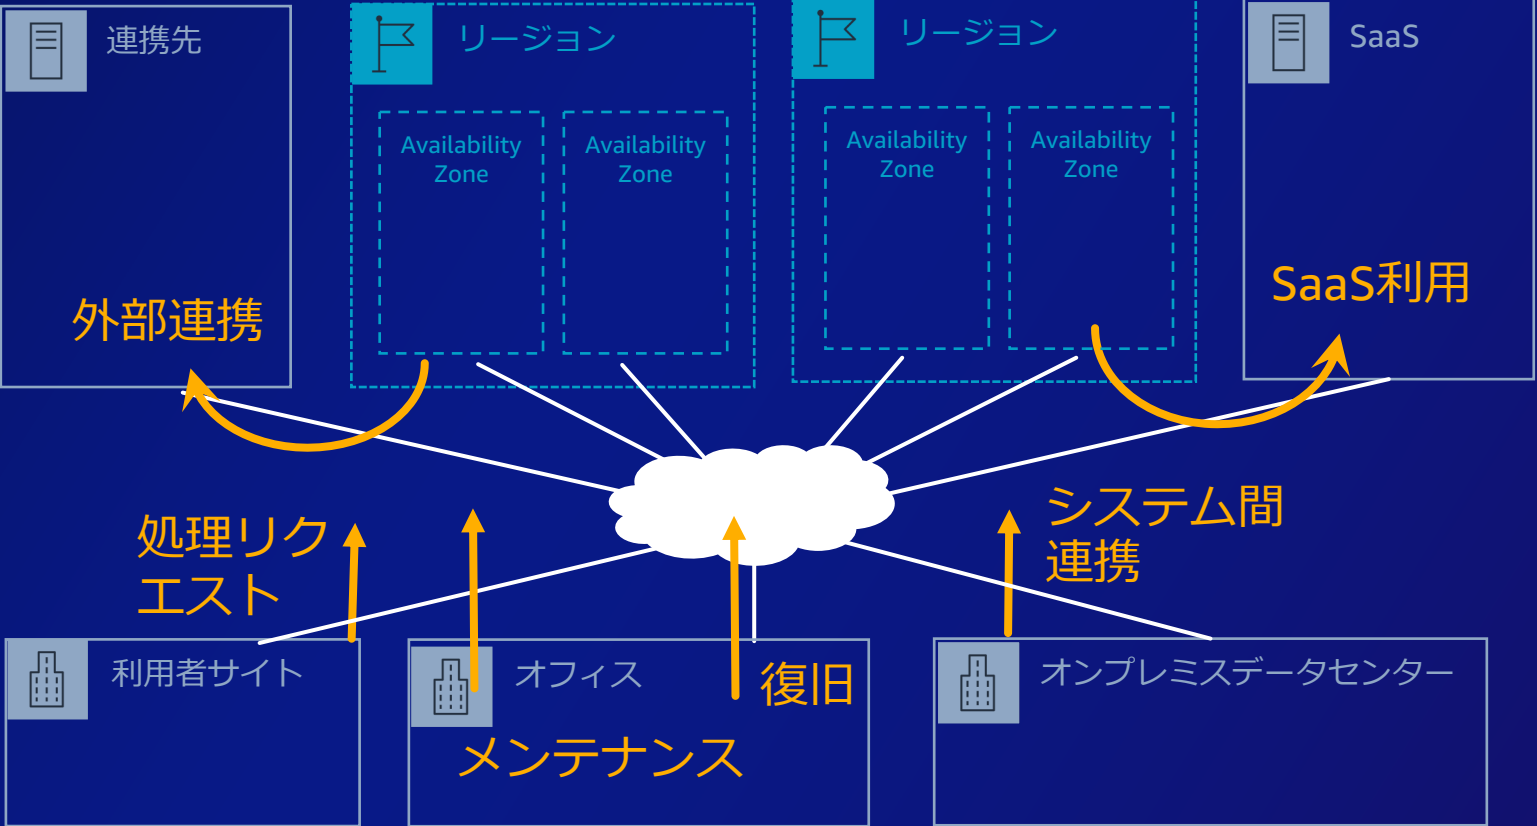 連携先
リージョン
リージョン
SaaS
Availability
Zone
Availability
Zone
Availability
Zone
Availability
Zone
外部連携
SaaS利用
処理リク
エスト
システム間
連携
利用者サイト
オフィス
復旧
メンテナンス
オンプレミスデータセンター